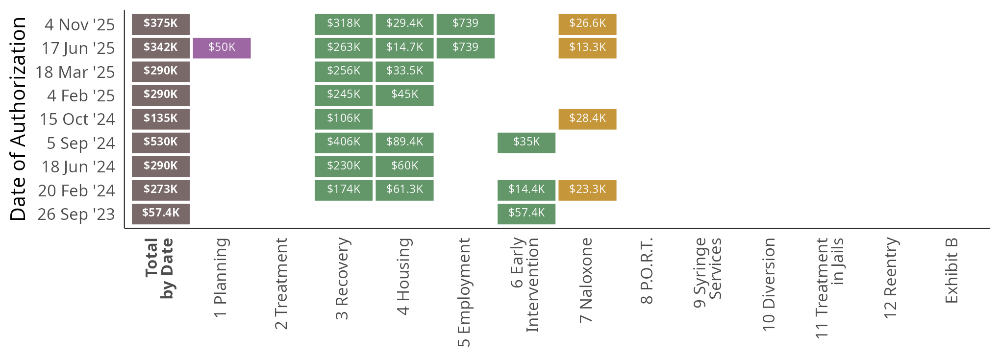 Date of Authorization
4 Nov '25 $375K $318K $29.4K $739 $26.6K
17 Jun '25 $342K $50K $263K $14.7K $739 $13.3K
18 Mar '25 $290K $256K $33.5K
4 Feb '25 $290K $245K $45K
15 Oct '24 $135K $106K $28.4K
5 Sep '24 $530K $406K $89.4K $35K
18 Jun '24 $290K $230K $60K
20 Feb '24 $273K $174K $61.3K $14.4K $23.3K
26 Sep '23 $57.4K $57.4K
Total
by Date
1 Planning
2 Treatment
3 Recovery
4 Housing
5 Employment
6 Early
Intervention
7 Naloxone
8 P.O.R.T.
9 Syringe
Services
10 Diversion
11 Treatment
in Jails
12 Reentry
Exhibit B